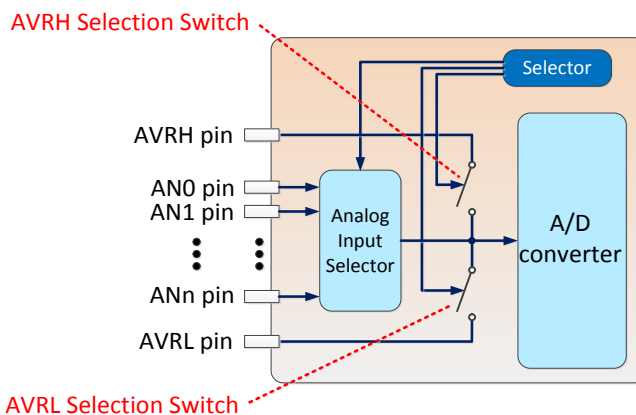 AVRH Selection Switch
Selector
AVRH pin
AN0 pin
AN1 pin
Analog
Input
Selector
A/D
converter
ANn pin
AVRL pin
AVRL Selection Switch